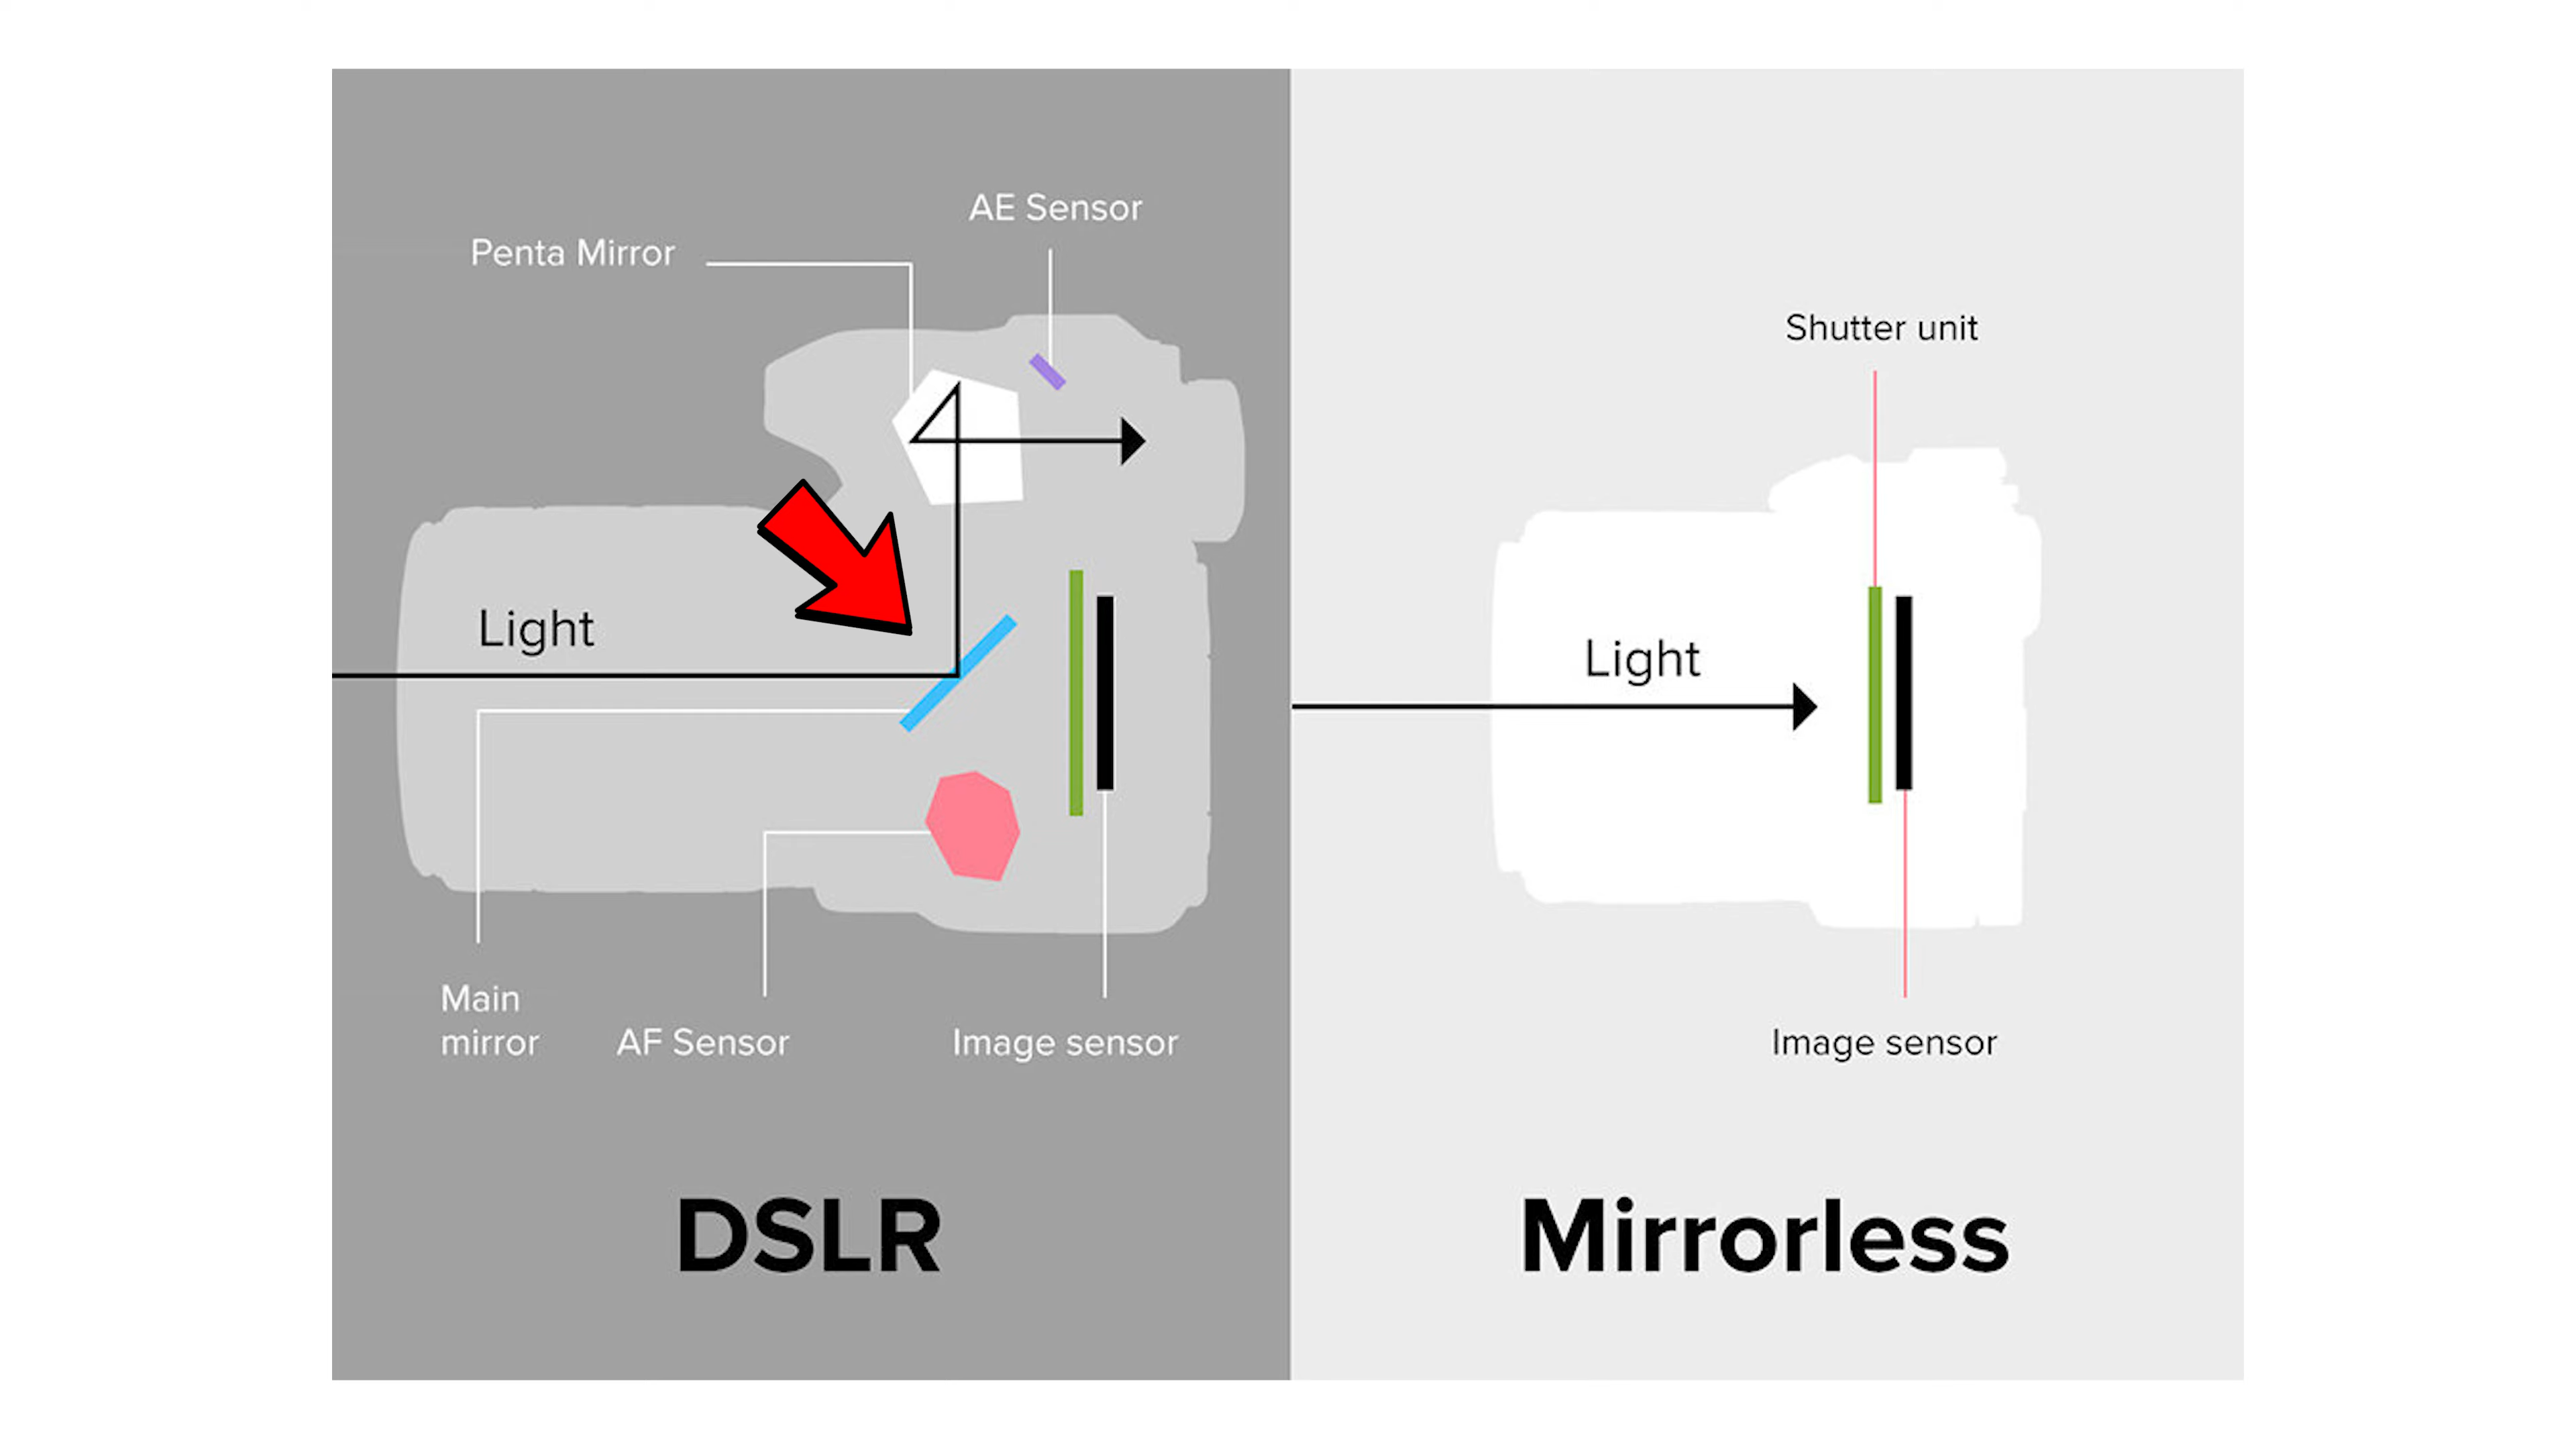 AE Sensor
Penta Mirror
Light
Main
mirror
AF Sensor
Image sensor
DSLR
Shutter unit
Light
Image sensor
Mirrorless